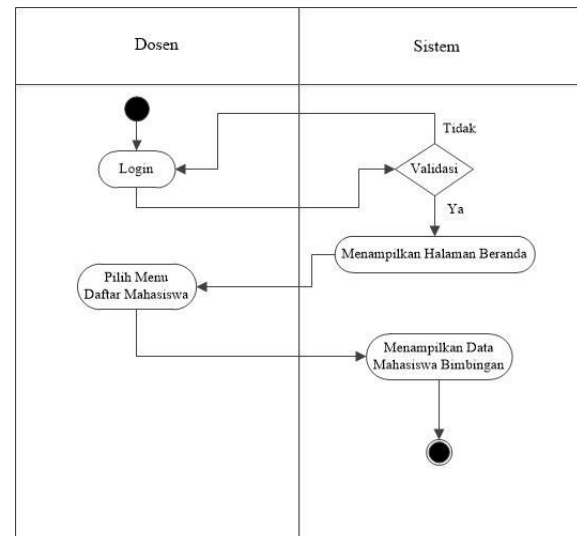 Dosen
Sistem
Tidak
Login
Validasi
Ya
Menampilkan Halaman Beranda
Pilih Menu
Daftar Mahasiswa
Menampilkan Data
Mahasiswa Bimbingan